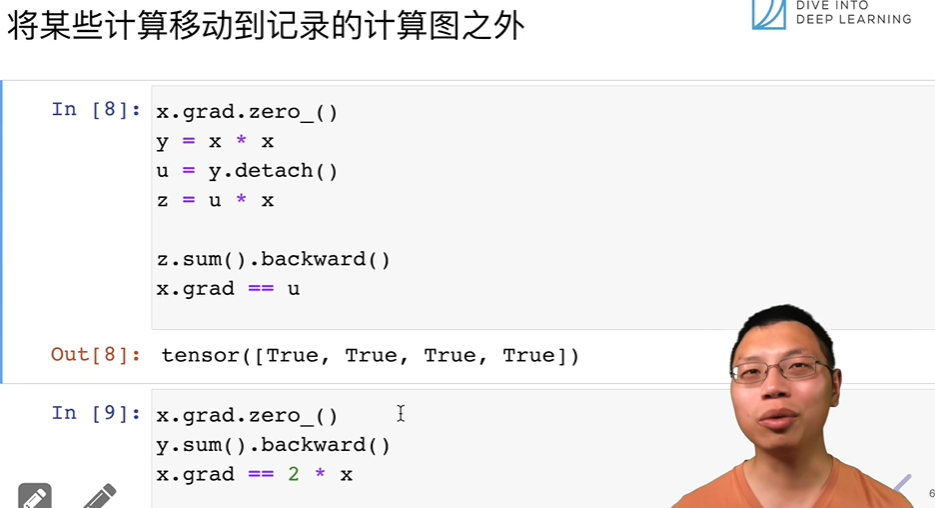 将某些计算移动到记录的计算图之外
DIVE INTO
DEEP LEARNING
In [8]:
x.grad.zero_()
y = x * x
u = y.detach()
z = u * x
z.sum().backward()
x.grad == u
Out[8]: tensor([True, True, True, True])
In [9]:
x.grad.zero_()
y.sum().backward()
x.grad == 2 * x
6